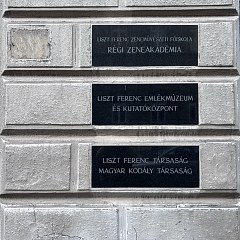 LISZT FERENC ZENEMŰVÉSZETI FŐISKOLA
RÉGI ZENEAKADÉMIA
LISZT FERENC EMLÉKMÚZEUM
ÉS KUTATÓKÖZPONT
LISZT FERENC TÁRSASÁG
MAGYAR KODÁLY TÁRSASÁG